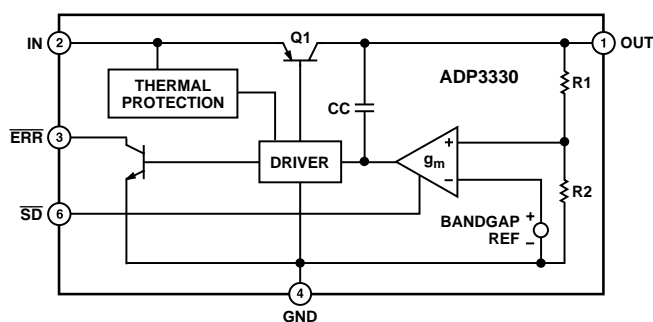 IN
2
Q1
1
OUT
THERMAL
PROTECTION
ADP3330
R1
CC
ERR
3
DRIVER
gm
+
−
R2
SD
6
BANDGAP
REF
+
−
4
GND